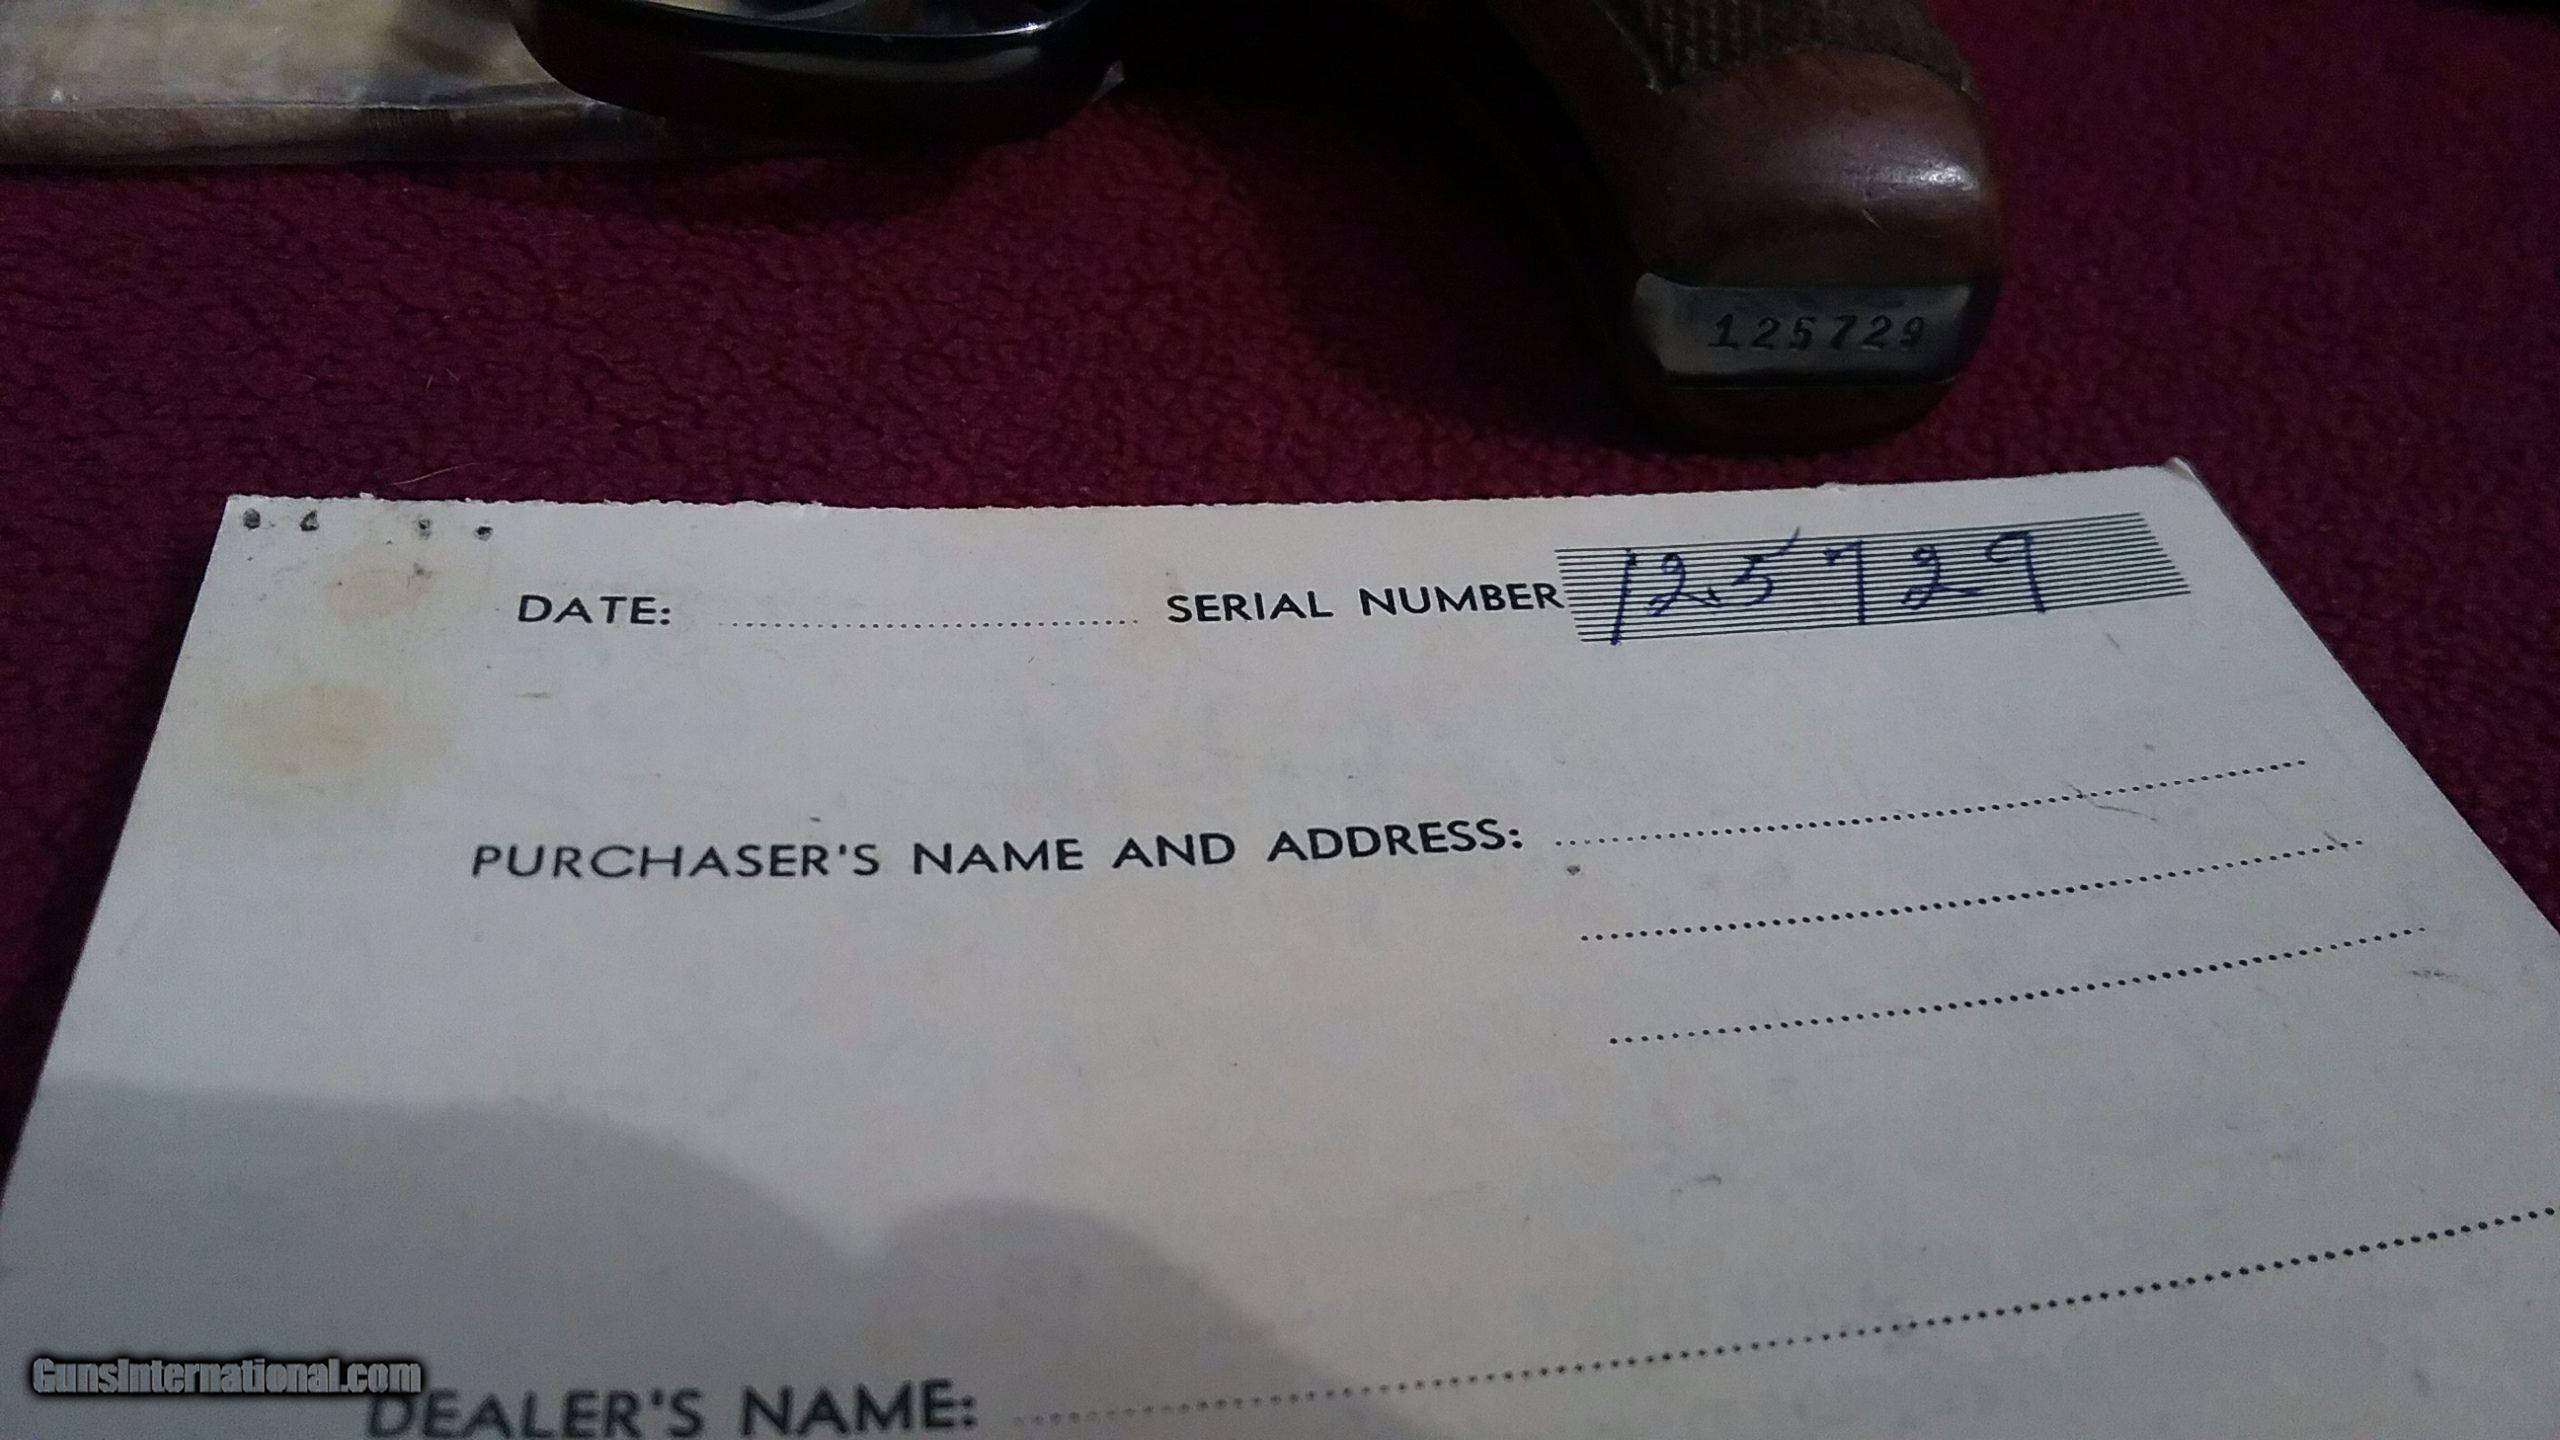 125729
DATE: SERIAL NUMBER 125729
PURCHASER'S NAME AND ADDRESS:
DEALER'S NAME:
GunsInternational.com